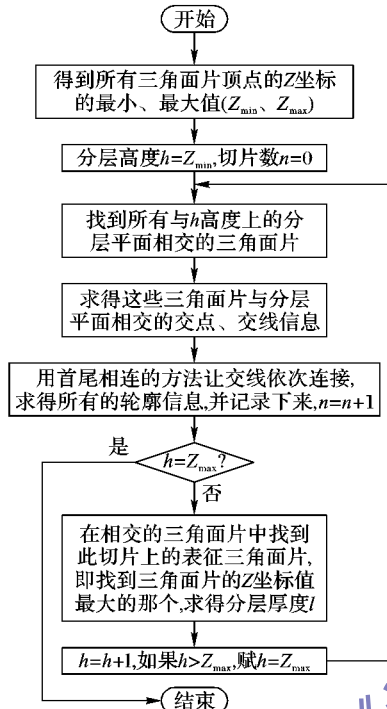 开始
得到所有三角面片顶点的Z坐标
的最小、最大值(Zmin、Zmax)
分层高度h=Zmin,切片数n=0
找到所有与h高度上的分
层平面相交的三角面片
求得这些三角面片与分层
平面相交的交点、交线信息
用首尾相连的方法让交线依次连接,
求得所有的轮廓信息,并记录下来,n=n+1
是
h=Zmax?
否
在相交的三角面片中找到
此切片上的表征三角面片,
即找到三角面片的Z坐标值
最大的那个,求得分层厚度l
h=h+1,如果h>Zmax,赋h=Zmax
结束